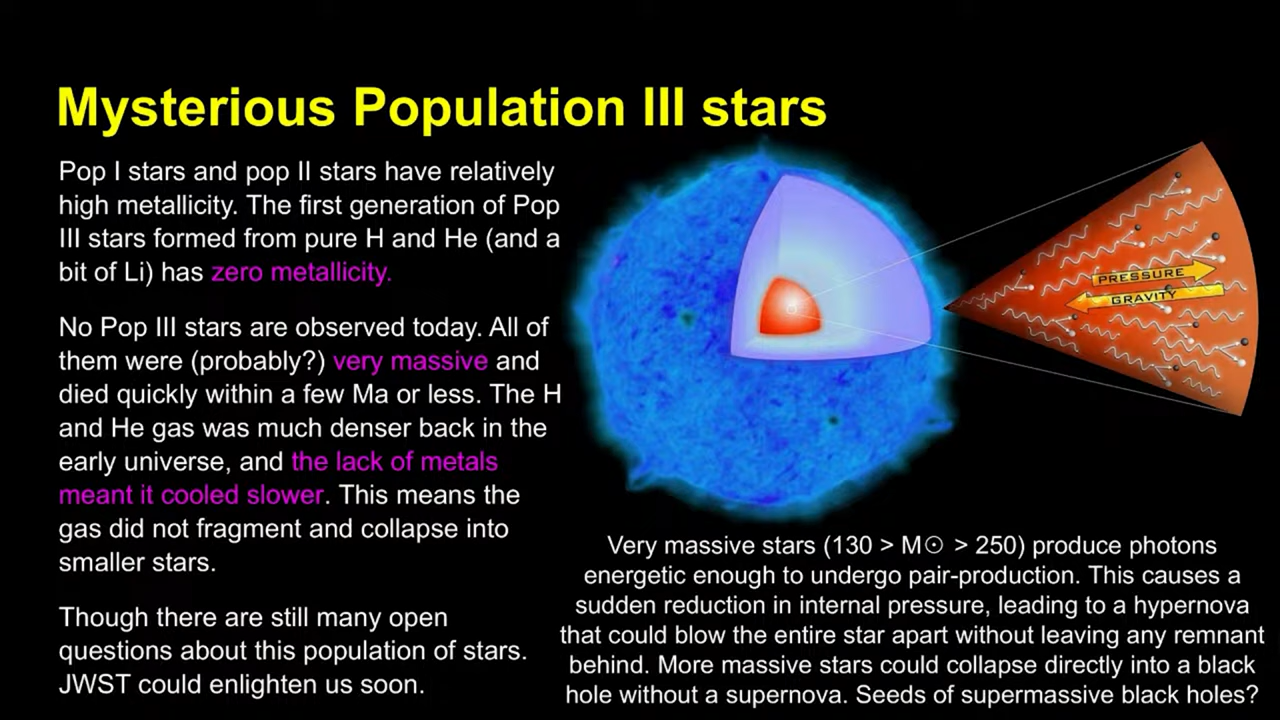 Mysterious Population III stars
Pop I stars and pop II stars have relatively
high metallicity. The first generation of Pop
III stars formed from pure H and He (and a
bit of Li) has zero metallicity.
No Pop III stars are observed today. All of
them were (probably?) very massive and
died quickly within a few Ma or less. The H
and He gas was much denser back in the
early universe, and the lack of metals
meant it cooled slower. This means the
gas did not fragment and collapse into
smaller stars.
Though there are still many open
questions about this population of stars.
JWST could enlighten us soon.
PRESSURE
GRAVITY
Very massive stars (130 > M☉ > 250) produce photons
energetic enough to undergo pair-production. This causes a
sudden reduction in internal pressure, leading to a hypernova
that could blow the entire star apart without leaving any remnant
behind. More massive stars could collapse directly into a black
hole without a supernova. Seeds of supermassive black holes?